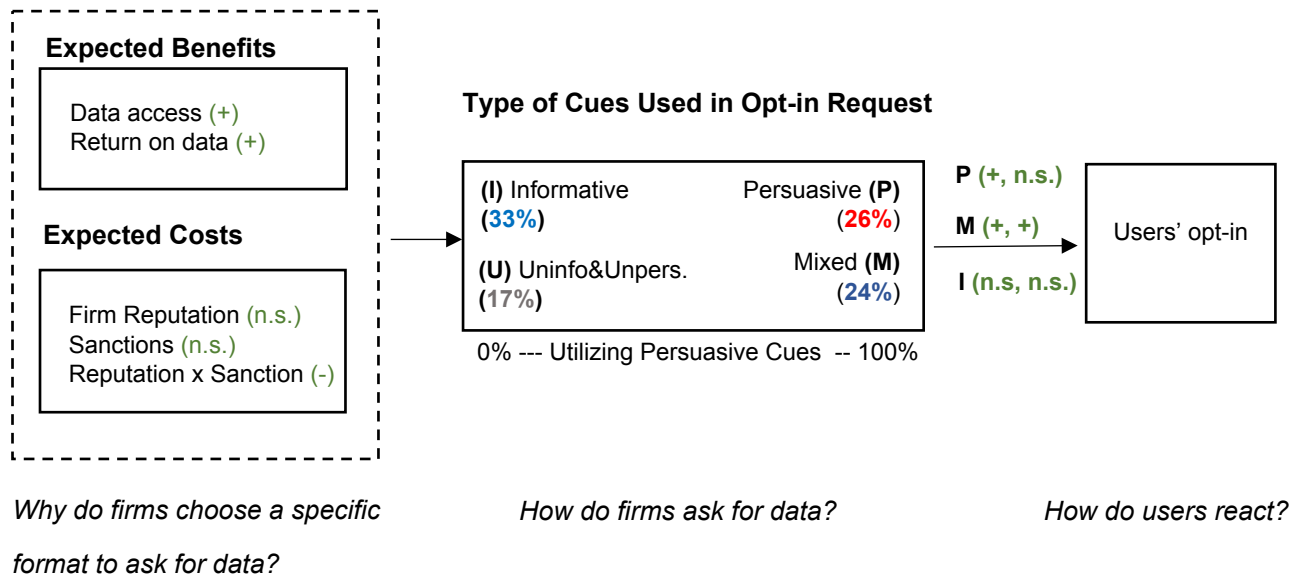 Expected Benefits
Data access (+)
Return on data (+)
Expected Costs
Firm Reputation (n.s.)
Sanctions (n.s.)
Reputation x Sanction (-)
Why do firms choose a specific
format to ask for data?
Type of Cues Used in Opt-in Request
(I) Informative
(33%)
Persuasive (P)
(26%)
(U) Uninfo&Unpers.
(17%)
Mixed (M)
(24%)
0% --- Utilizing Persuasive Cues -- 100%
How do firms ask for data?
P (+, n.s.)
M (+, +)
I (n.s, n.s.)
Users’ opt-in
How do users react?